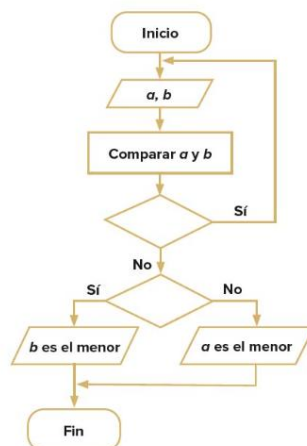 Inicio
a, b
Comparar a y b
Sí
No
Sí
No
b es el menor
a es el menor
Fin